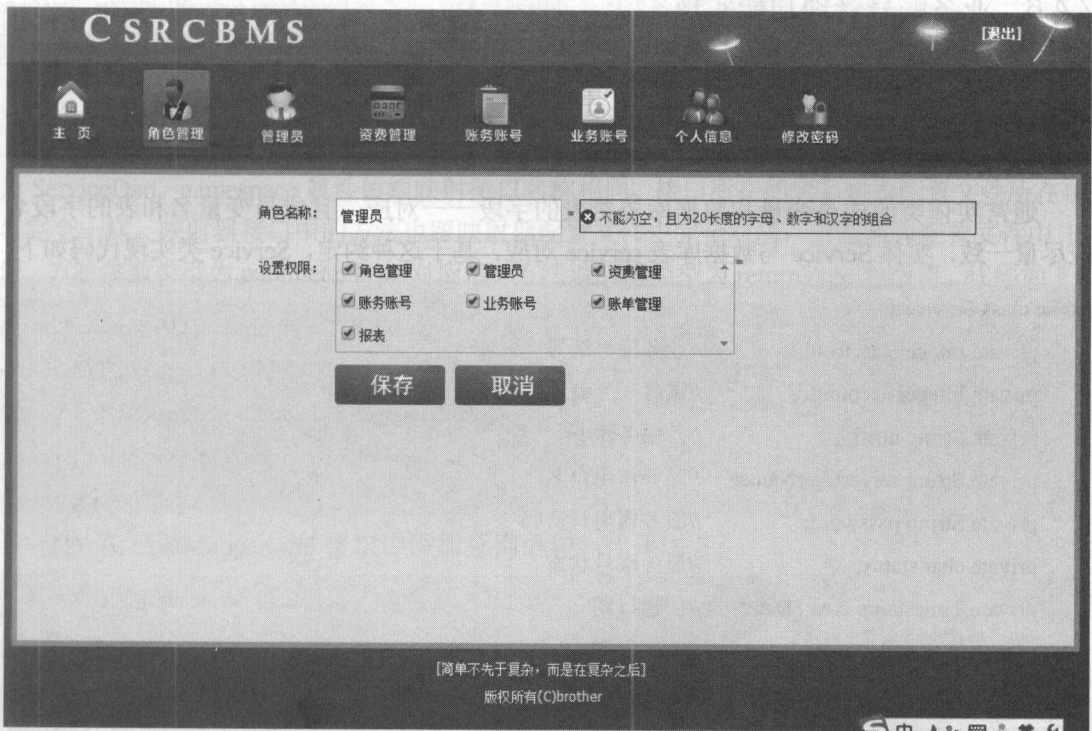 CSRCBMS
[退出]
主 页
角色管理
管理员
资费管理
账务账号
业务账号
个人信息
修改密码
角色名称：
管理员
* 不能为空，且为20长度的字母、数字和汉字的组合
设置权限：
角色管理 管理员 资费管理 *
账务账号 业务账号 账单管理
报表
保存 取消
[简单不先于复杂，而是在复杂之后]
版权所有(C)brother
中